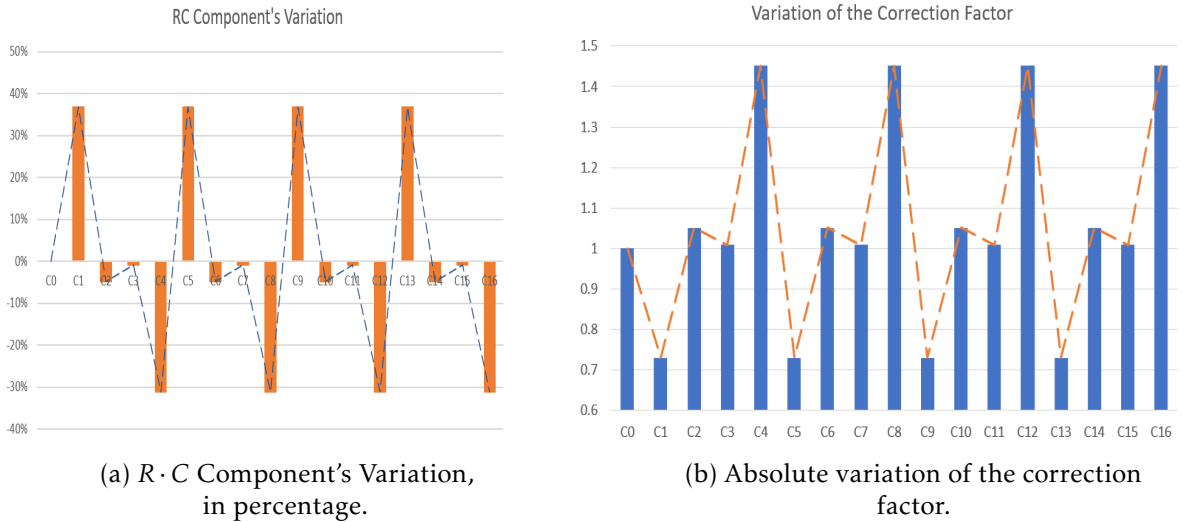 RC Component's Variation
50%
40%
30%
20%
10%
0%
-10%
-20%
-30%
-40%
C0 C1 C2 C3 C4 C5 C6 C7 C8 C9 C10 C11 C12 C13 C14 C15 C16
(a) R · C Component's Variation,
in percentage.
Variation of the Correction Factor
1.5
1.4
1.3
1.2
1.1
1
0.9
0.8
0.7
0.6
C0 C1 C2 C3 C4 C5 C6 C7 C8 C9 C10 C11 C12 C13 C14 C15 C16
(b) Absolute variation of the correction
factor.